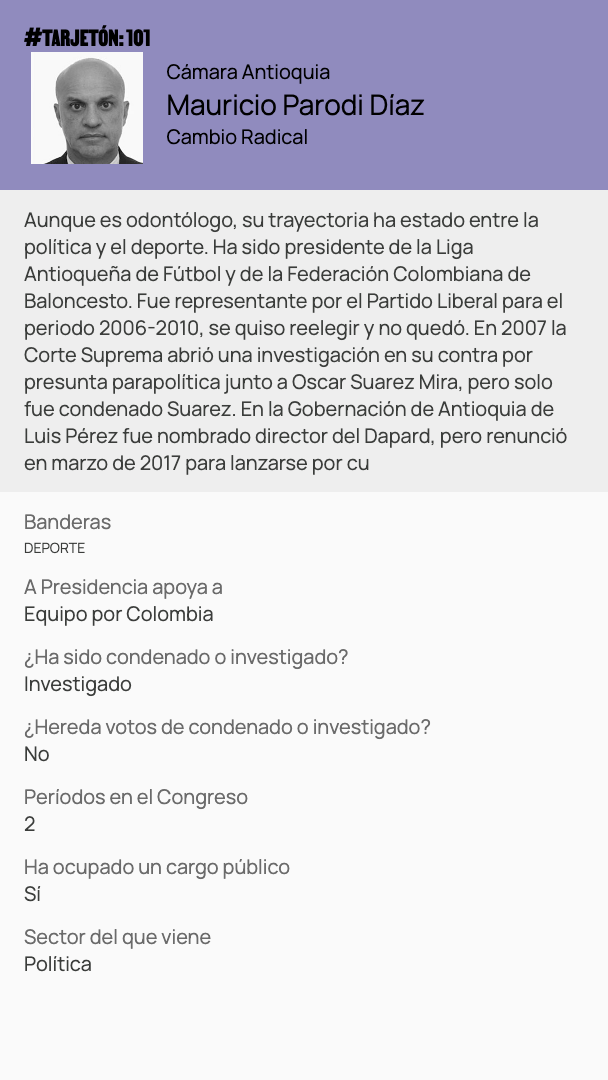 #TARJETÓN: 101
Cámara Antioquia
Mauricio Parodi Díaz
Cambio Radical
Aunque es odontólogo, su trayectoria ha estado entre la
política y el deporte. Ha sido presidente de la Liga
Antioqueña de Fútbol y de la Federación Colombiana de
Baloncesto. Fue representante por el Partido Liberal para el
periodo 2006-2010, se quiso reelegir y no quedó. En 2007 la
Corte Suprema abrió una investigación en su contra por
presunta parapolítica junto a Oscar Suarez Mira, pero solo
fue condenado Suarez. En la Gobernación de Antioquia de
Luis Pérez fue nombrado director del Dapard, pero renunció
en marzo de 2017 para lanzarse por cu
Banderas
DEPORTE
A Presidencia apoya a
Equipo por Colombia
¿Ha sido condenado o investigado?
Investigado
¿Hereda votos de condenado o investigado?
No
Períodos en el Congreso
2
Ha ocupado un cargo público
Sí
Sector del que viene
Política